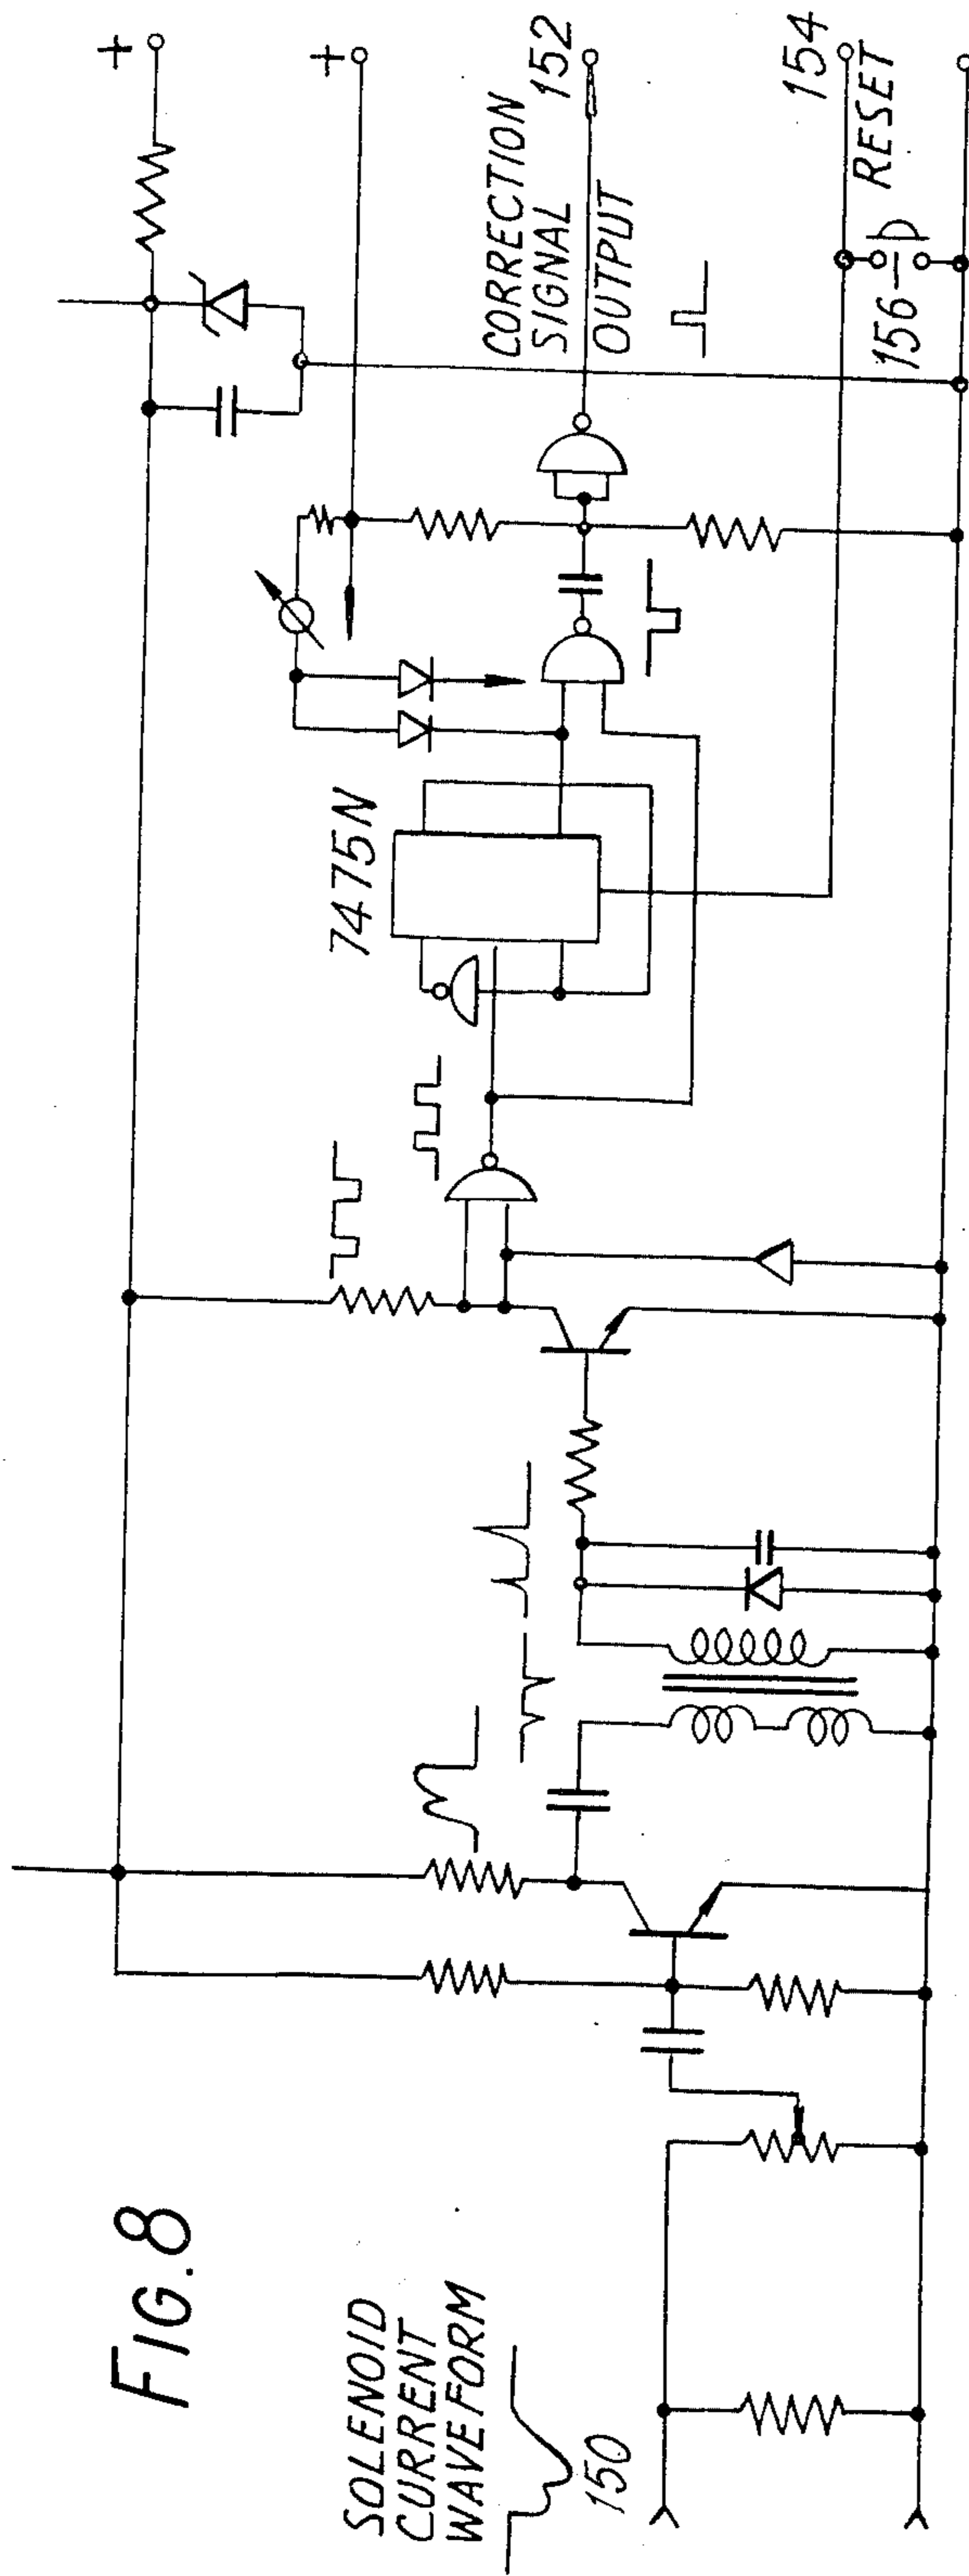 FIG.8
SOLENOID
CURRENT
WAVEFORM
150
7475N
CORRECTION
SIGNAL
OUTPUT
152
+
+
154
RESET
156